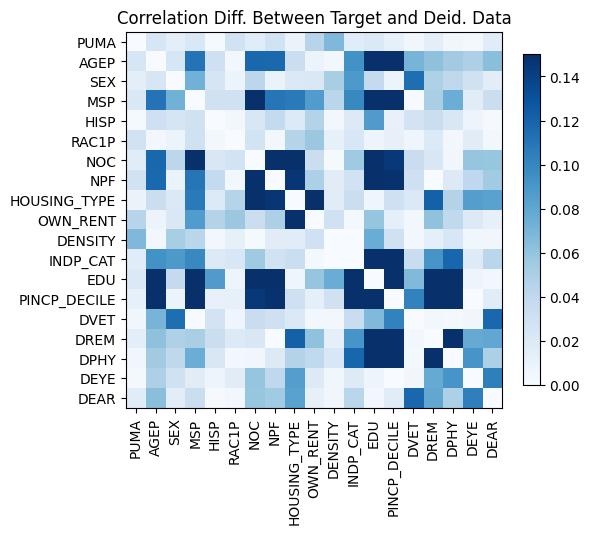 Correlation Diff. Between Target and Deid. Data
PUMA
AGEP
SEX
MSP
HISP
RAC1P
NOC
NPF
HOUSING_TYPE
OWN_RENT
DENSITY
INDP_CAT
EDU
PINCP_DECILE
DVET
DREM
DPHY
DEYE
DEAR
PUMA
AGEP
SEX
MSP
HISP
RAC1P
NOC
NPF
HOUSING_TYPE
OWN_RENT
DENSITY
INDP_CAT
EDU
PINCP_DECILE
DVET
DREM
DPHY
DEYE
DEAR
0.14
0.12
0.10
0.08
0.06
0.04
0.02
0.00